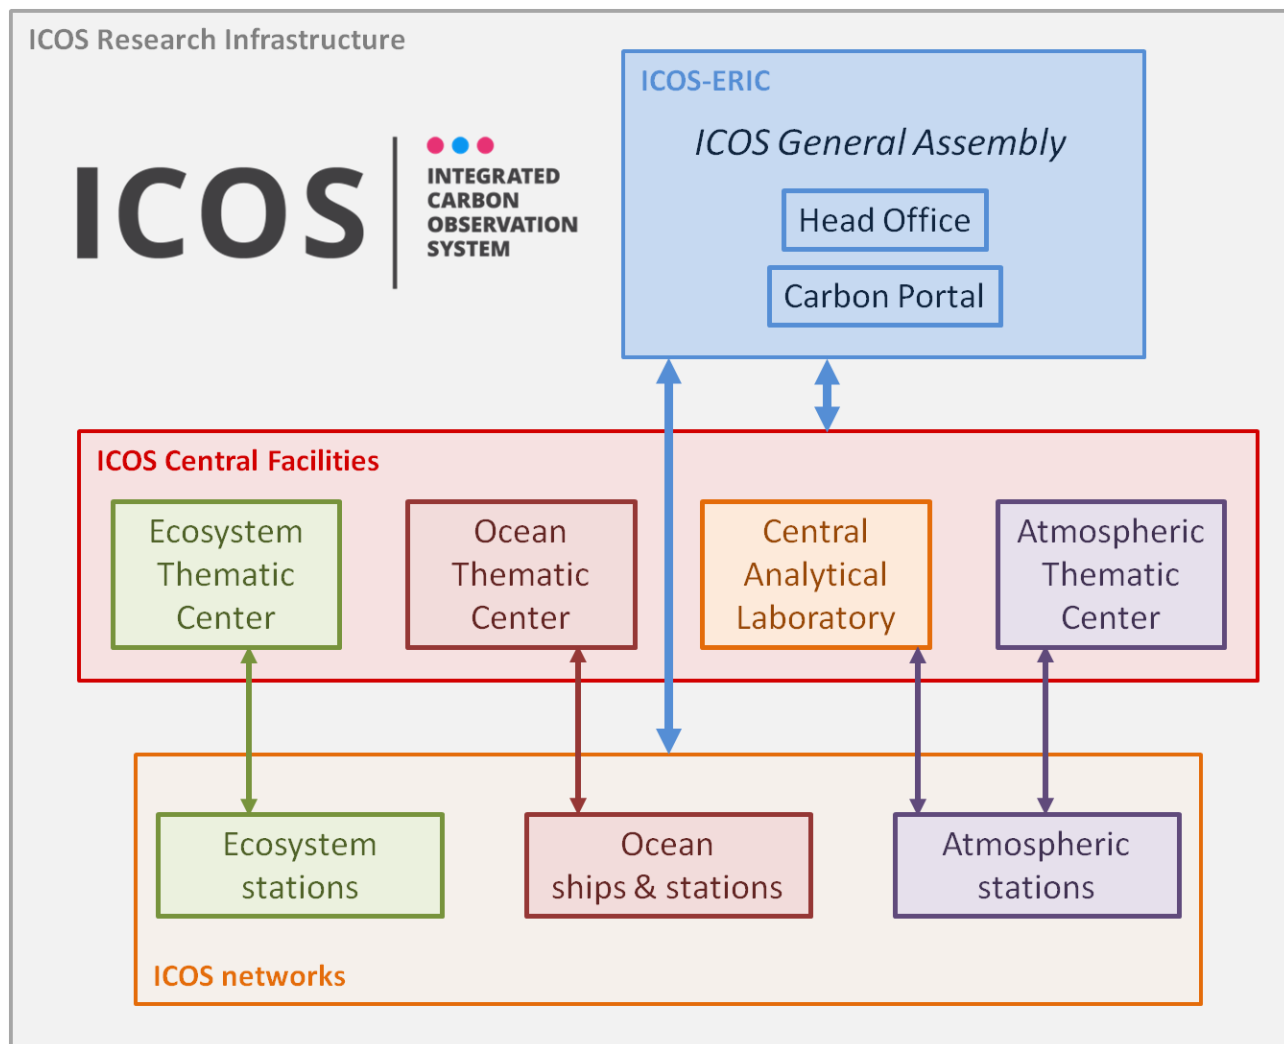 ICOS Research Infrastructure
ICOS
INTEGRATED
CARBON
OBSERVATION
SYSTEM
ICOS-ERIC
ICOS General Assembly
Head Office
Carbon Portal
ICOS Central Facilities
Ecosystem
Thematic
Center
Ocean
Thematic
Center
Central
Analytical
Laboratory
Atmospheric
Thematic
Center
Ecosystem
stations
Ocean
ships & stations
Atmospheric
stations
ICOS networks